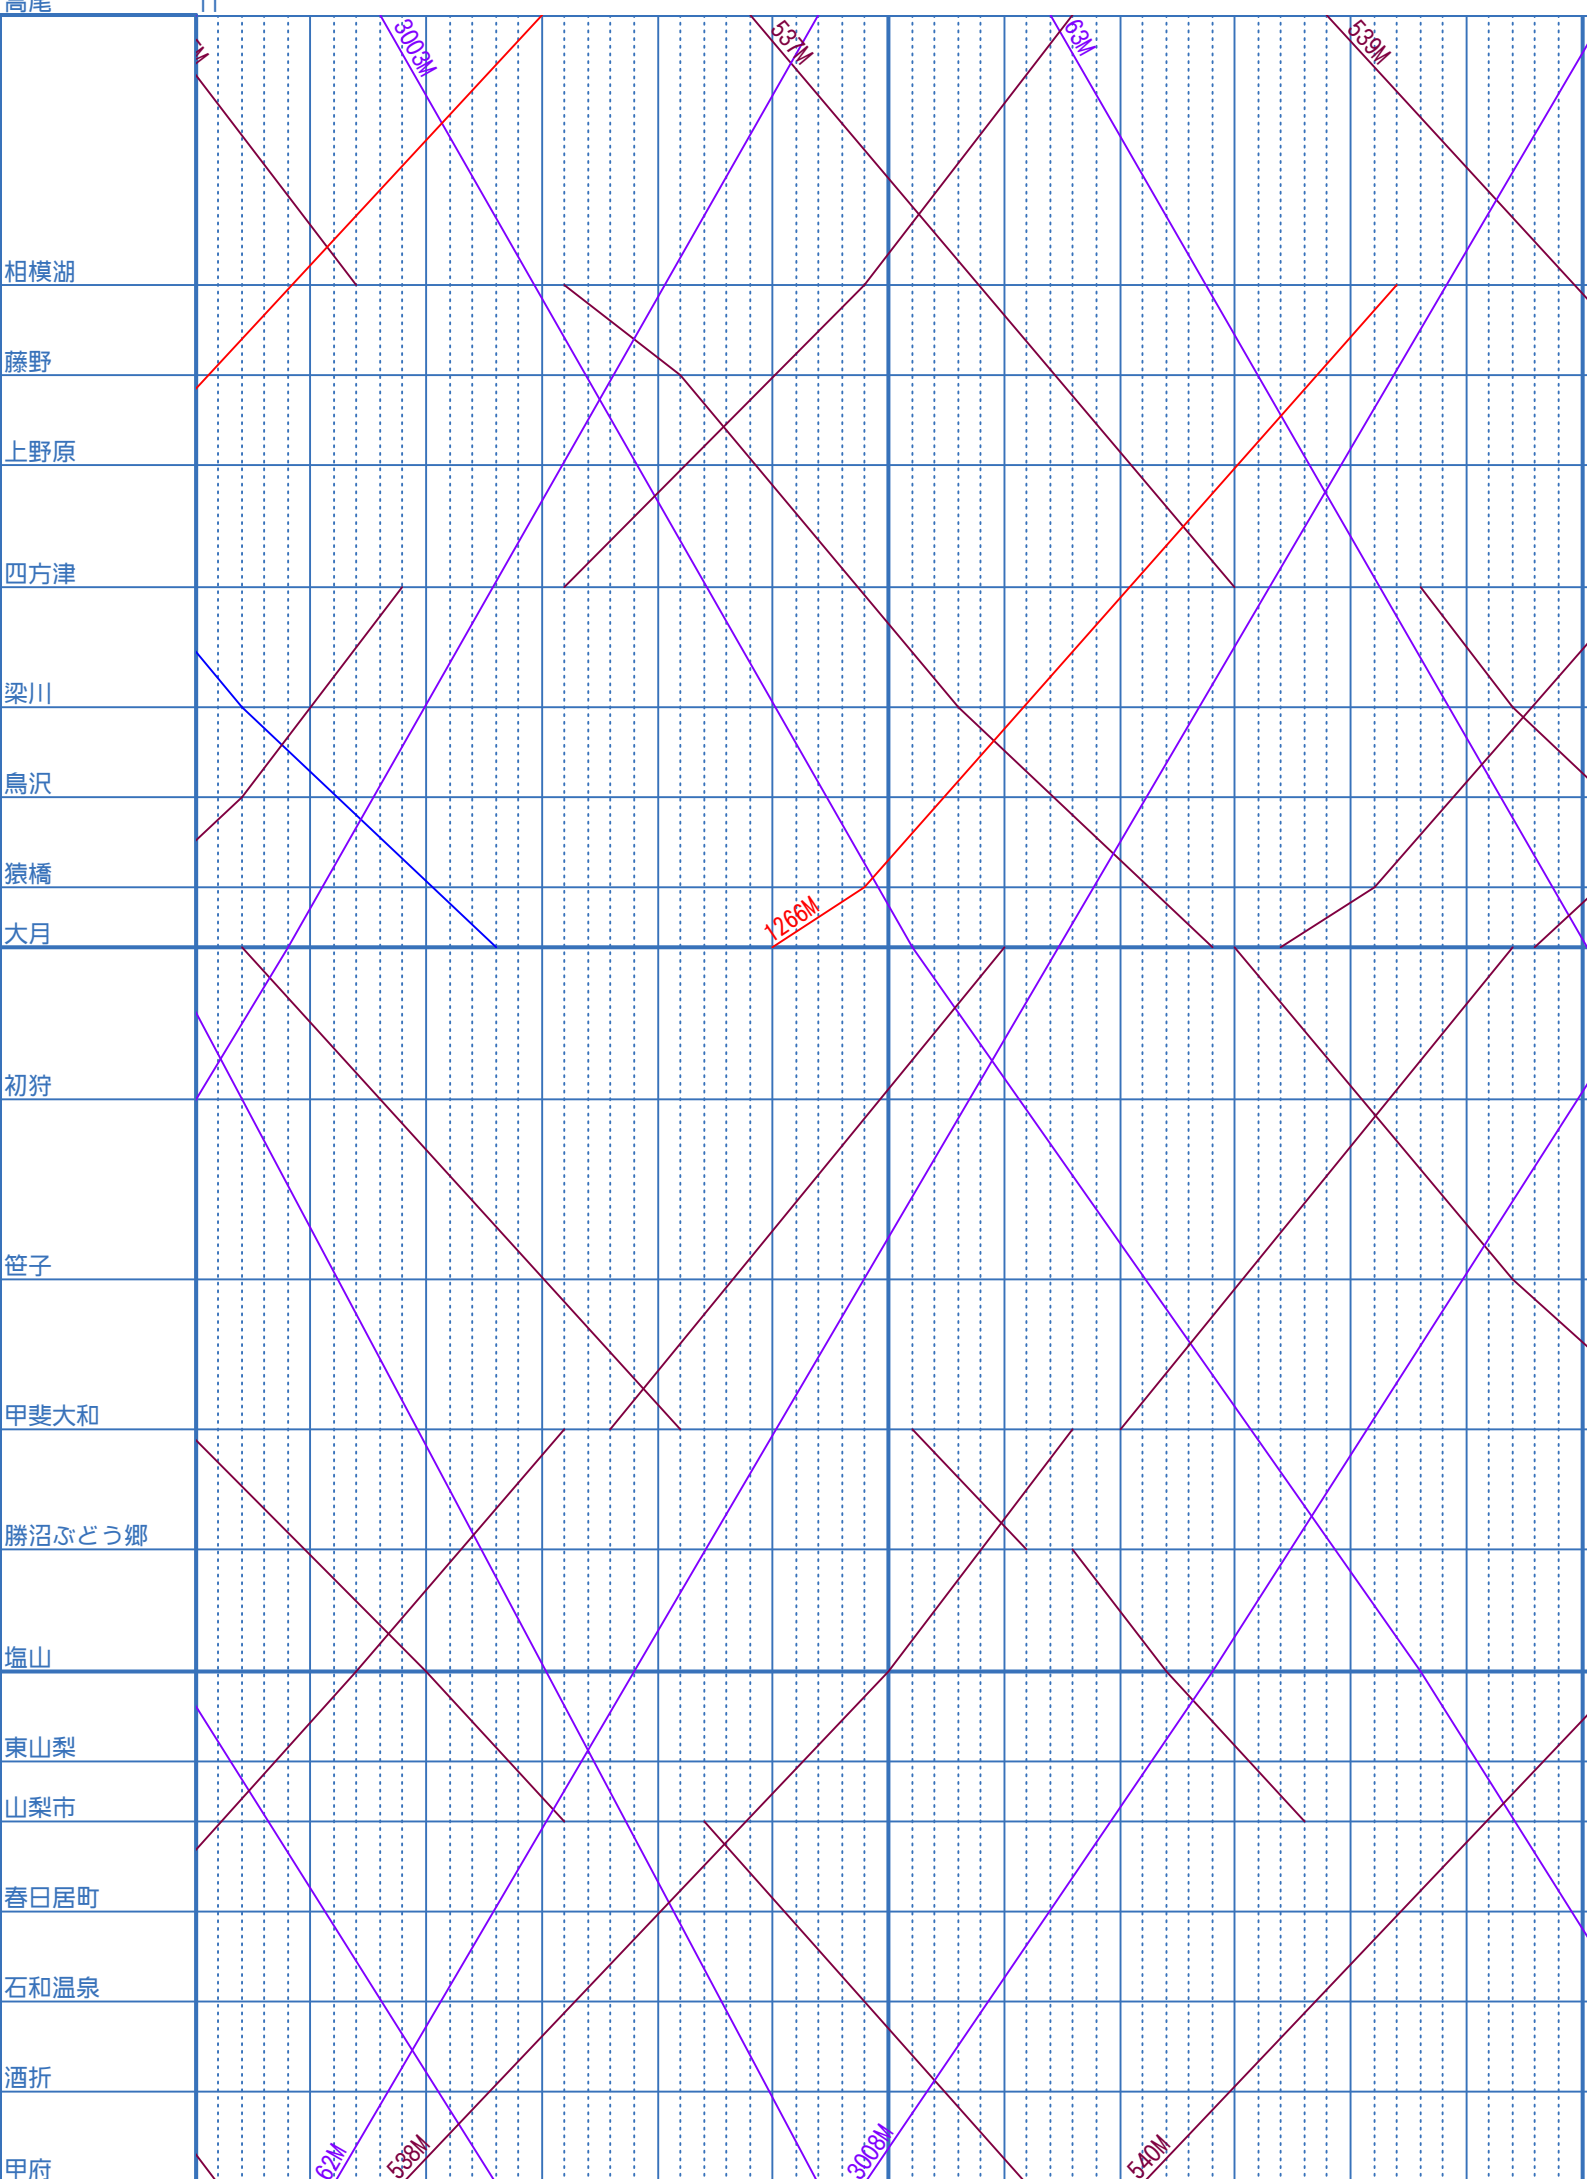 高尾
11
3003M
537M
63M
539M
相模湖
藤野
上野原
四方津
梁川
鳥沢
猿橋
1266M
大月
初狩
笹子
甲斐大和
勝沼ぶどう郷
塩山
東山梨
山梨市
春日居町
石和温泉
酒折
甲府
62M
538M
3008M
540M